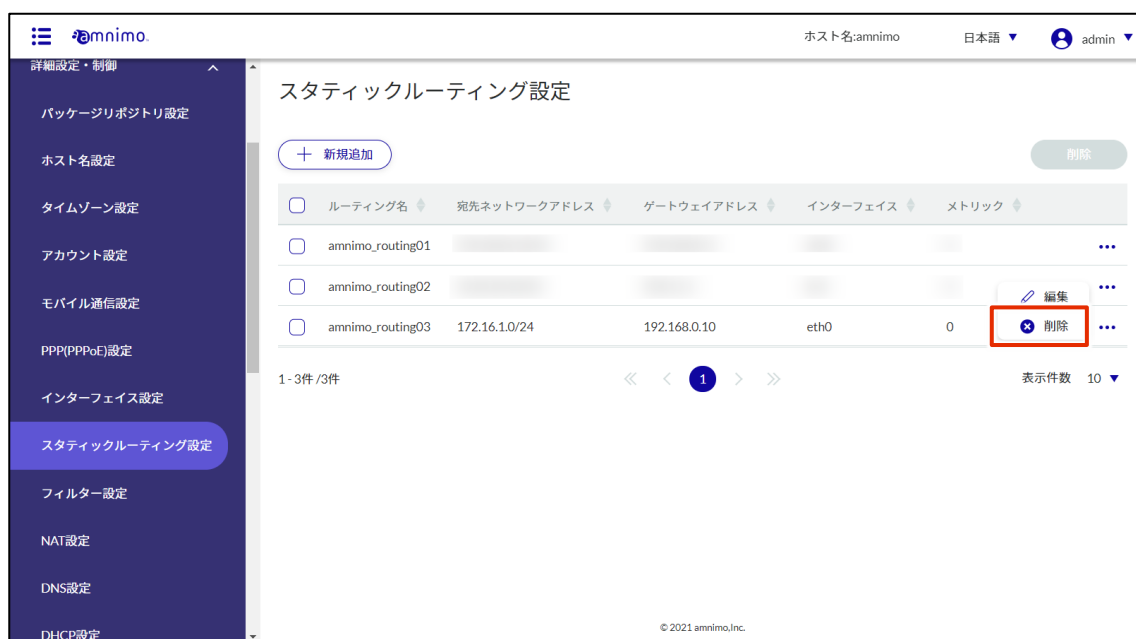 amnimo.
ホスト名:amnimo
日本語 ▼
admin ▼
詳細設定・制御
パッケージリポジトリ設定
ホスト名設定
タイムゾーン設定
アカウント設定
モバイル通信設定
PPP(PPPoE)設定
インターフェイス設定
スタティックルーティング設定
フィルター設定
NAT設定
DNS設定
DHCP設定
スタティックルーティング設定
＋ 新規追加
削除
ルーティング名 宛先ネットワークアドレス ゲートウェイアドレス インターフェイス メトリック
amnimo_routing01
amnimo_routing02
編集
amnimo_routing03 172.16.1.0/24 192.168.0.10 eth0 0 削除
1 - 3件 /3件
1
表示件数 10 ▼
© 2021 amnimo,Inc.